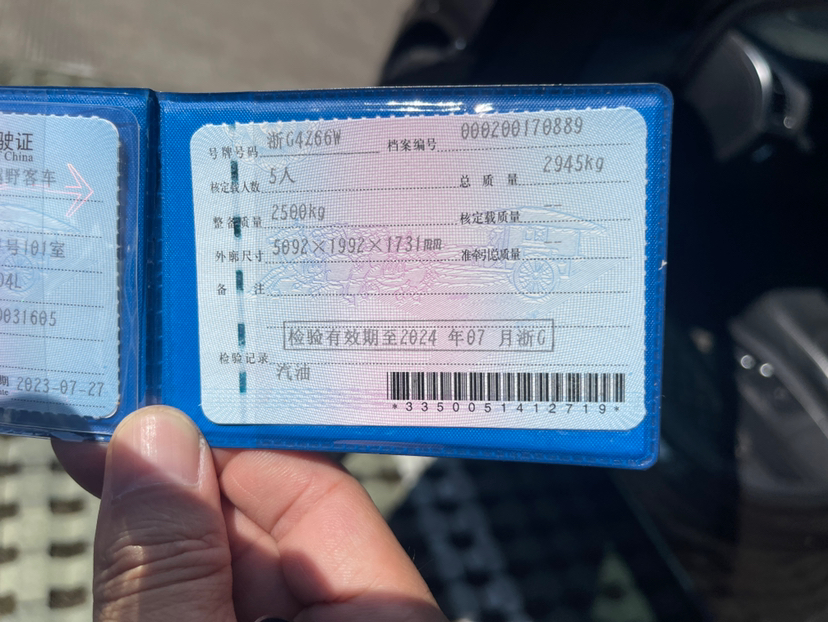 驶证
China
野客车
号101室
04L
0031605
2023-07-27
号牌号码 浙G4Z66W 档案编号 000200170889
核定载人数 5人 总质量 2945kg
整备质量 2500kg 核定载质量 --
外廓尺寸 5092×1992×1731mm 准牵引总质量 --
备注
检验有效期至2024 年07 月浙G
检验记录
汽油
*3350051412719*